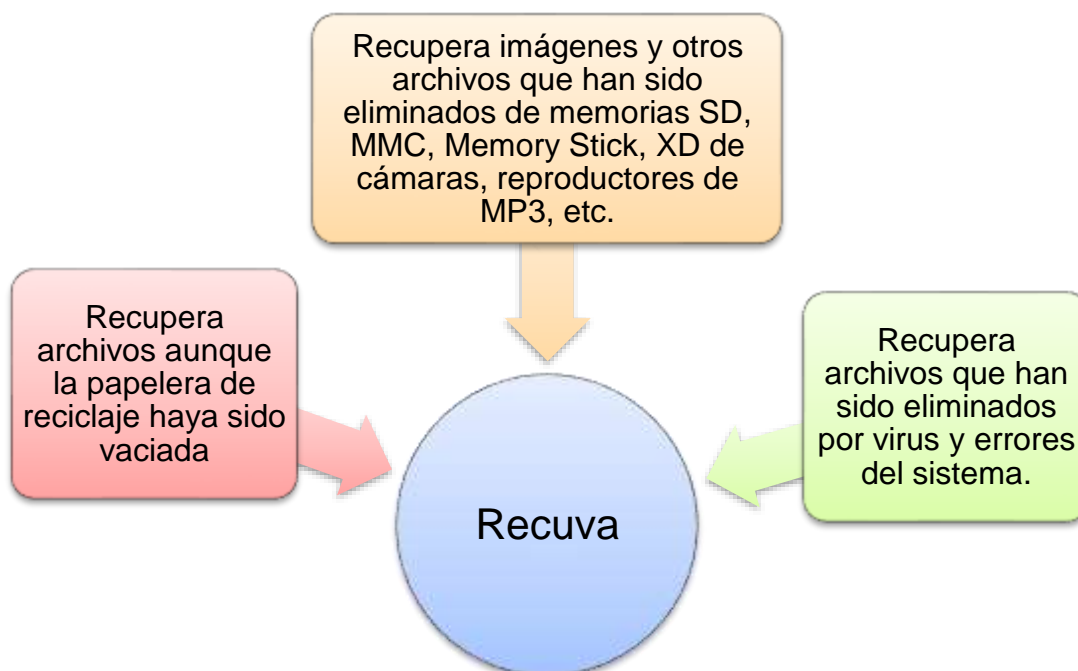 Recupera imágenes y otros
archivos que han sido
eliminados de memorias SD,
MMC, Memory Stick, XD de
cámaras, reproductores de
MP3, etc.
Recupera
archivos aunque
la papelera de
reciclaje haya sido
vaciada
Recupera
archivos que han
sido eliminados
por virus y errores
del sistema.
Recuva